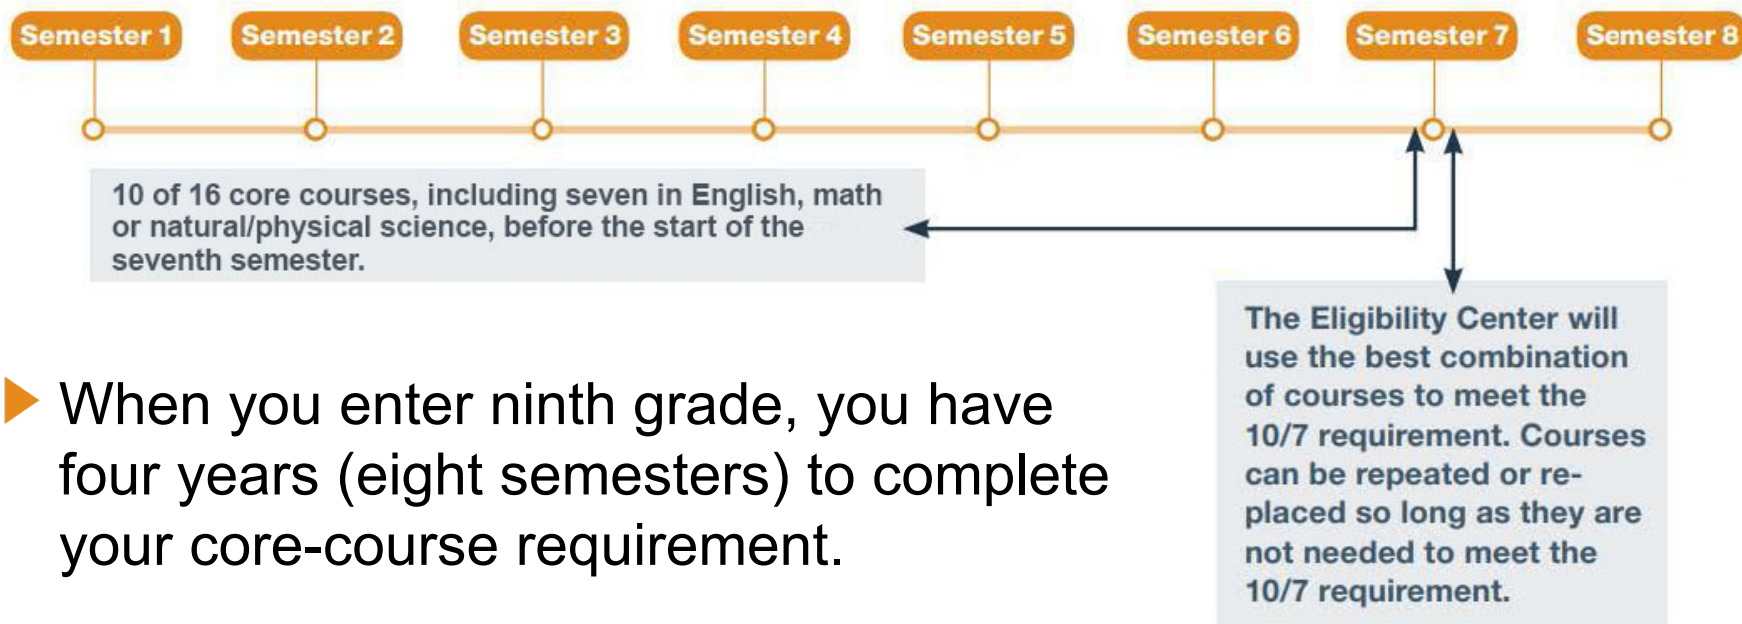 Semester 1
Semester 2
Semester 3
Semester 4
Semester 5
Semester 6
Semester 7
Semester 8
10 of 16 core courses, including seven in English, math
or natural/physical science, before the start of the
seventh semester.
The Eligibility Center will
use the best combination
of courses to meet the
10/7 requirement. Courses
can be repeated or re-
placed so long as they are
not needed to meet the
10/7 requirement.
When you enter ninth grade, you have
four years (eight semesters) to complete
your core-course requirement.